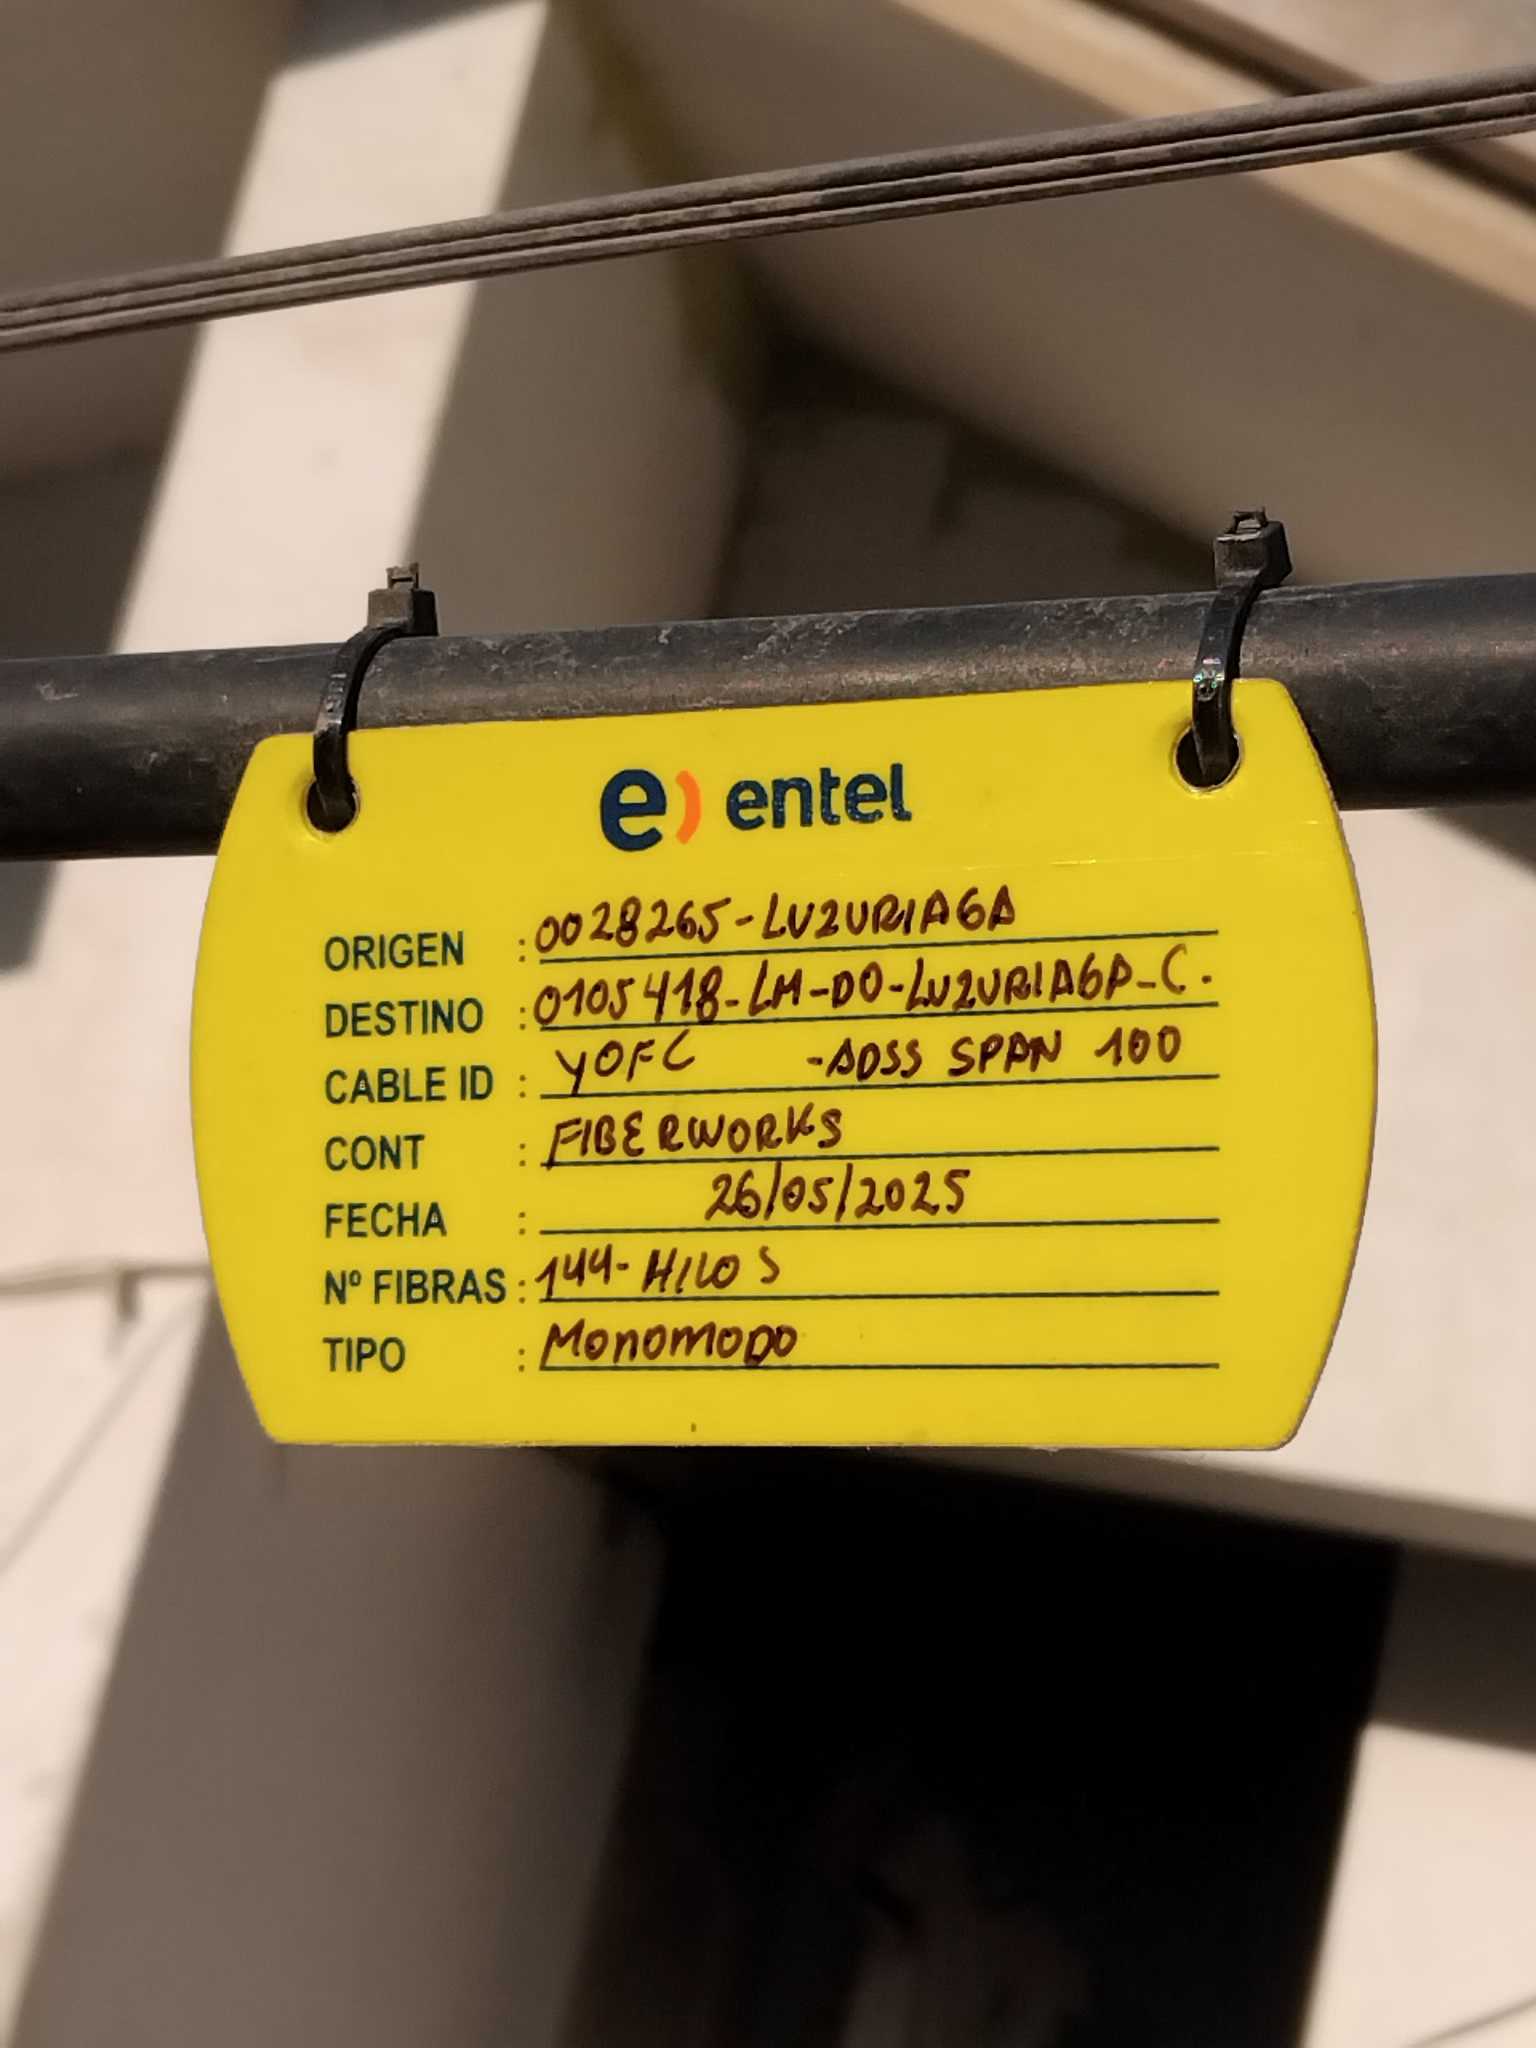 e) entel
ORIGEN : 0028265-LUZURIAGA
DESTINO : 0105418-LM-DO-LUZURIAGA-C.
CABLE ID : YOFC -ADSS SPAN 100
CONT : FIBERWORKS
FECHA : 26/05/2025
Nº FIBRAS : 144-HILOS
TIPO : MONOMODO